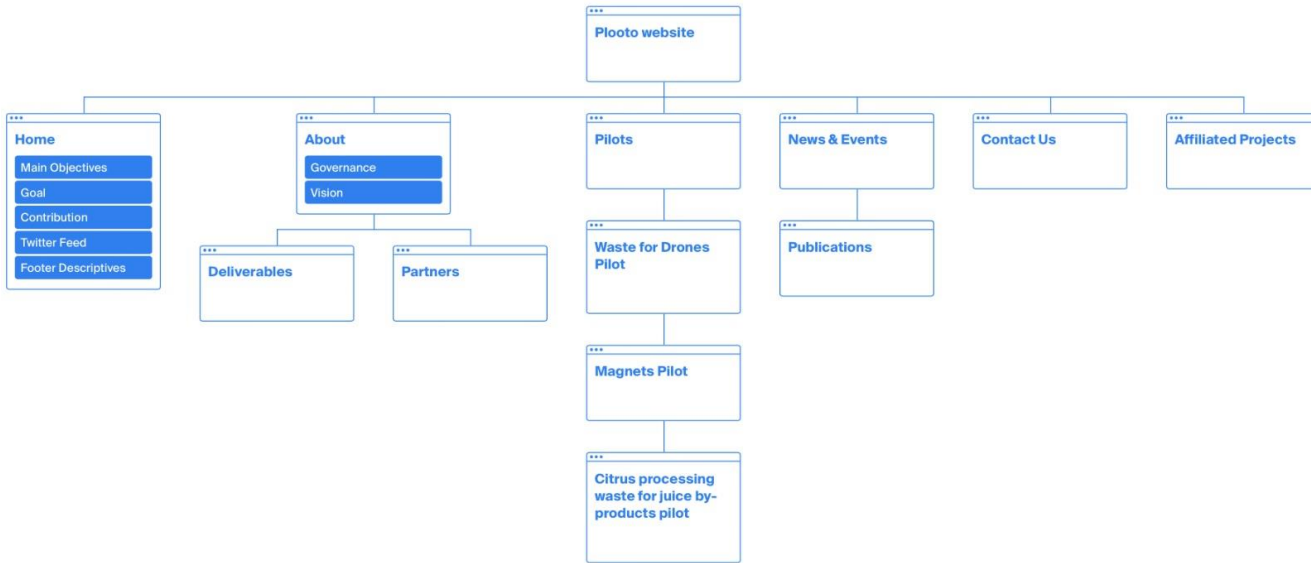 Plooto website
Home
Main Objectives
Goal
Contribution
Twitter Feed
Footer Descriptives
About
Governance
Vision
Deliverables
Partners
Pilots
Waste for Drones
Pilot
Magnets Pilot
Citrus processing
waste for juice by-
products pilot
News & Events
Publications
Contact Us
Affiliated Projects